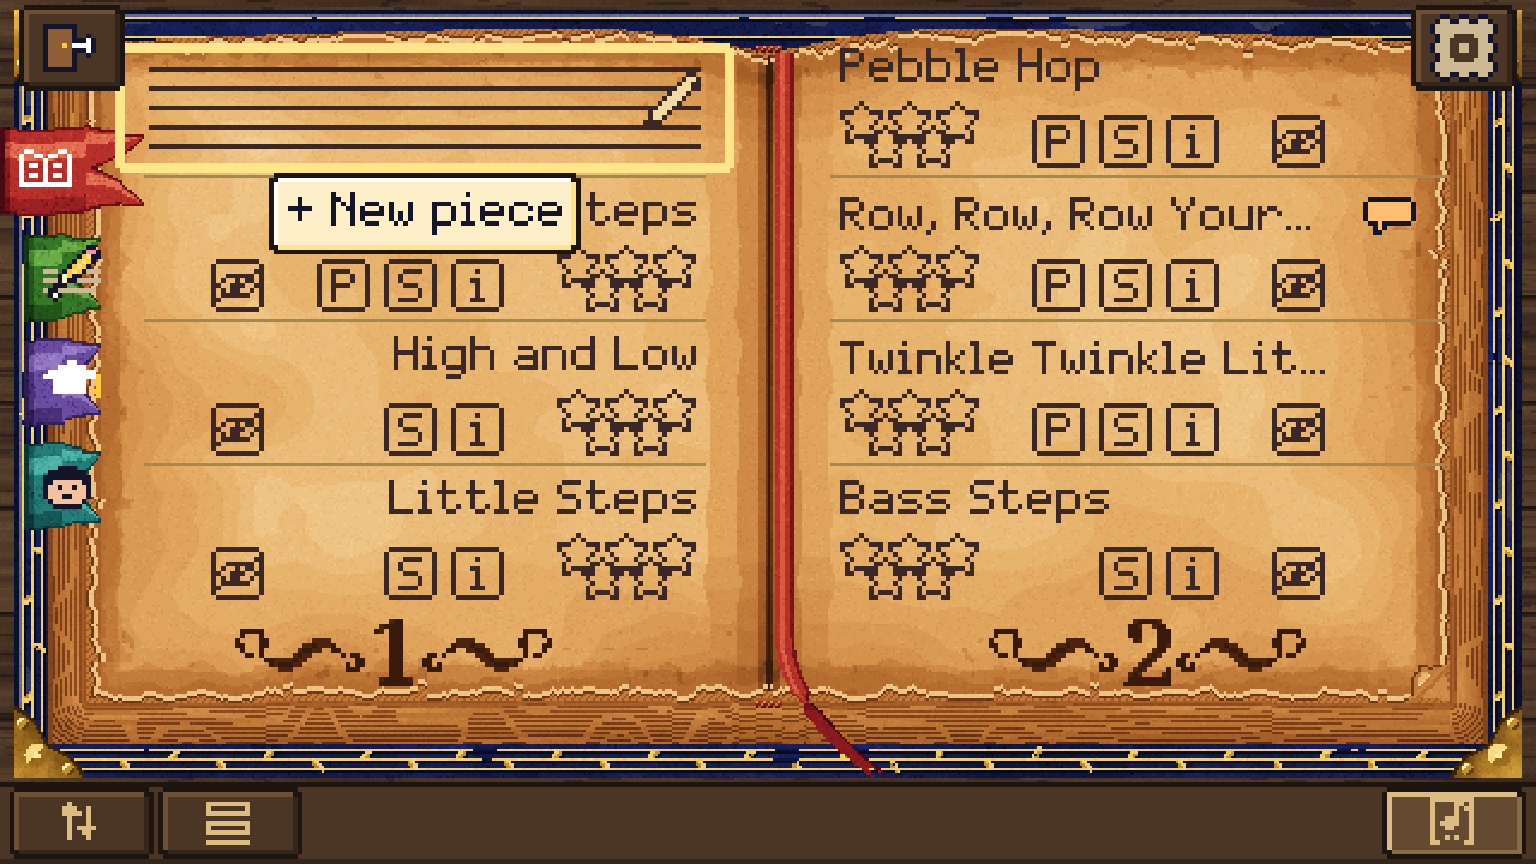 + New piece
teps
P S i
High and Low
S i
Little Steps
S i
1
Pebble Hop
P S i
Row, Row, Row Your...
P S i
Twinkle Twinkle Lit...
P S i
Bass Steps
S i
2